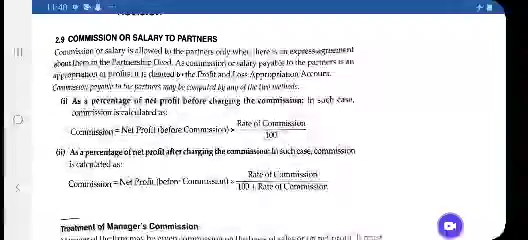 11:40
2.9 COMMISSION OR SALARY TO PARTNERS
Commission or salary is allowed to the partners only when there is an express agreement
about them in the Partnership Deed. As commission or salary payable to the partners is an
appropriation of profits, it is debited to the Profit and Loss Appropriation Account.
Commission payable to the partners may be computed by any of the two methods:
(i) As a percentage of net profit before charging the commission: In such case,
commission is calculated as:
Commission = Net Profit (before Commission) × Rate of Commission
100
(ii) As a percentage of net profit after charging the commission: In such case, commission
is calculated as:
Commission = Net Profit (before Commission) × Rate of Commission
100 + Rate of Commission
Treatment of Manager's Commission